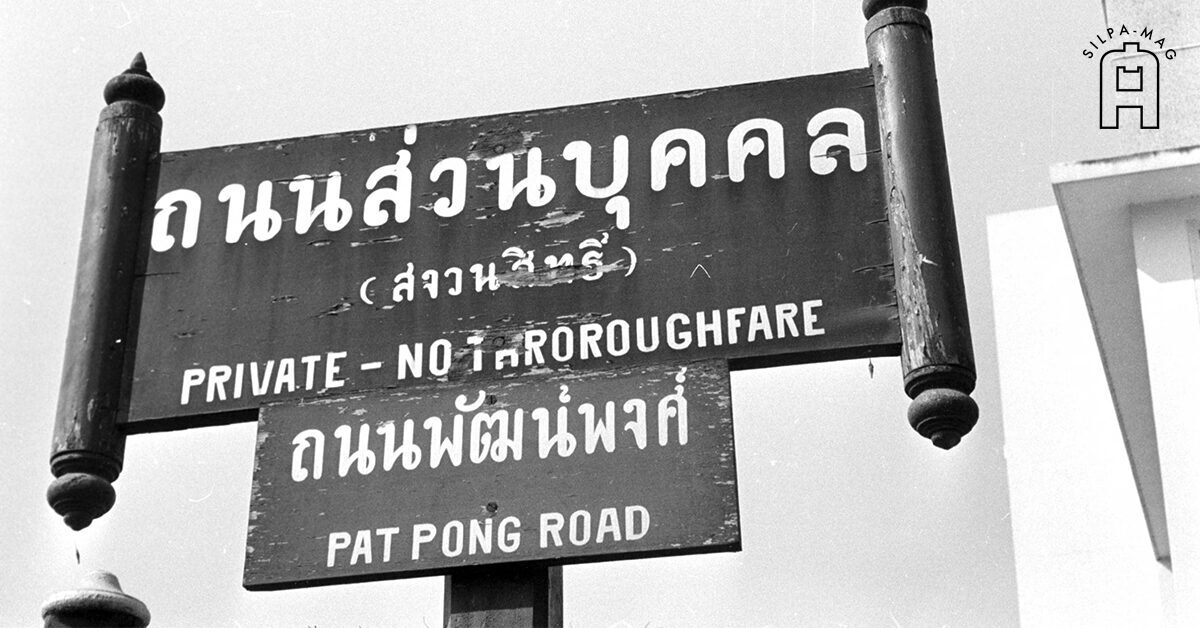 SILPA-MAG
ถนนส่วนบุคคล
(สงวนสิทธิ์)
PRIVATE - NO THROROUGHFARE
ถนนพัฒน์พงศ์
PAT PONG ROAD